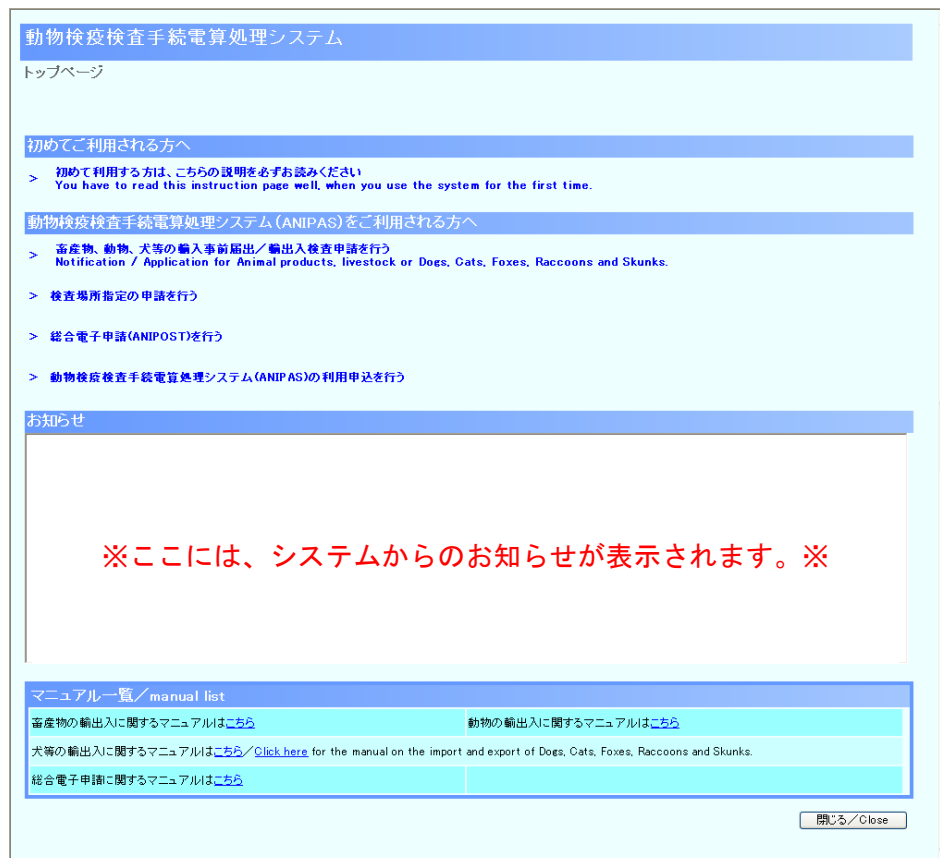 動物検疫検査手続電算処理システム
トップページ
初めてご利用される方へ
> 初めて利用する方は、こちらの説明を必ずお読みください
You have to read this instruction page well, when you use the system for the first time.
動物検疫検査手続電算処理システム(ANIPAS)をご利用される方へ
> 畜産物、動物、犬等の輸入事前届出／輸出入検査申請を行う
Notification / Application for Animal products, livestock or Dogs, Cats, Foxes, Raccoons and Skunks.
> 検査場所指定の申請を行う
> 総合電子申請(ANIPOST)を行う
> 動物検疫検査手続電算処理システム(ANIPAS)の利用申込を行う
お知らせ
※ここには、システムからのお知らせが表示されます。※
マニュアル一覧／manual list
畜産物の輸出入に関するマニュアルはこちら 動物の輸出入に関するマニュアルはこちら
犬等の輸出入に関するマニュアルはこちら／Click here for the manual on the import and export of Dogs, Cats, Foxes, Raccoons and Skunks.
総合電子申請に関するマニュアルはこちら
閉じる／Close